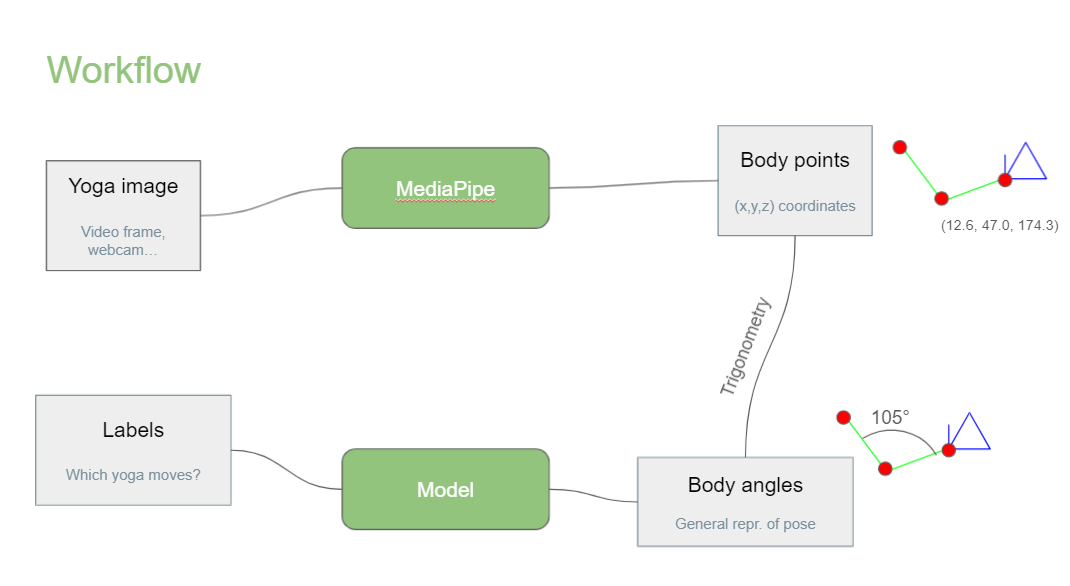 Workflow
Yoga image
Video frame,
webcam…
MediaPipe
Body points
(x,y,z) coordinates
(12.6, 47.0, 174.3)
Trigonometry
Labels
Which yoga moves?
Model
Body angles
General repr. of pose
105°